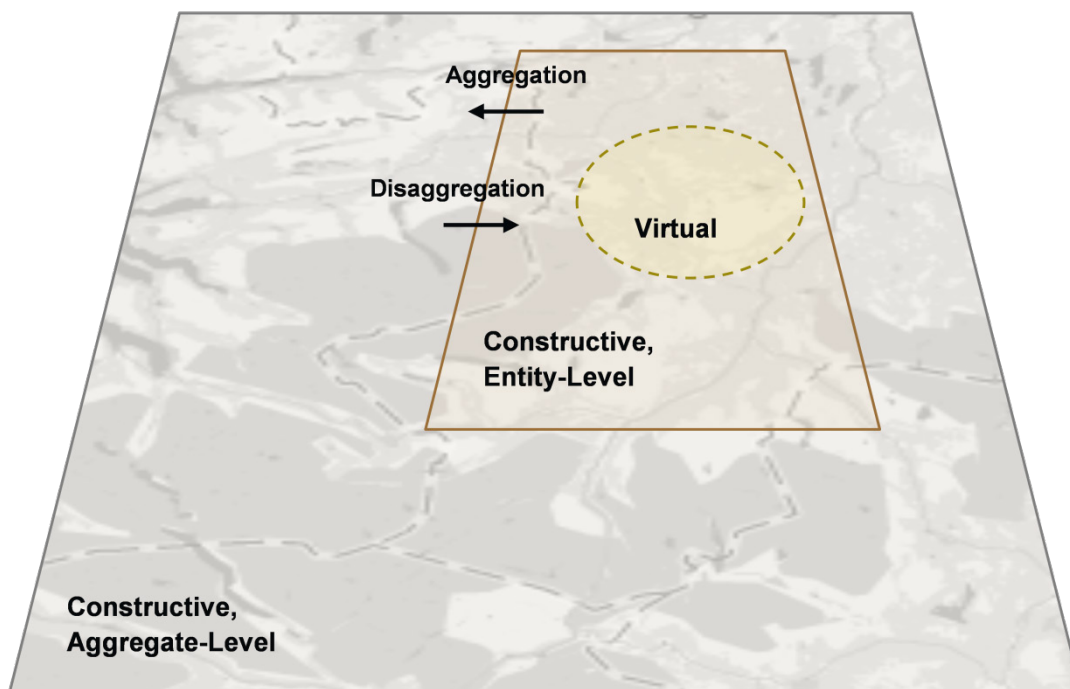 Aggregation
Disaggregation
Virtual
Constructive,
Entity-Level
Constructive,
Aggregate-Level